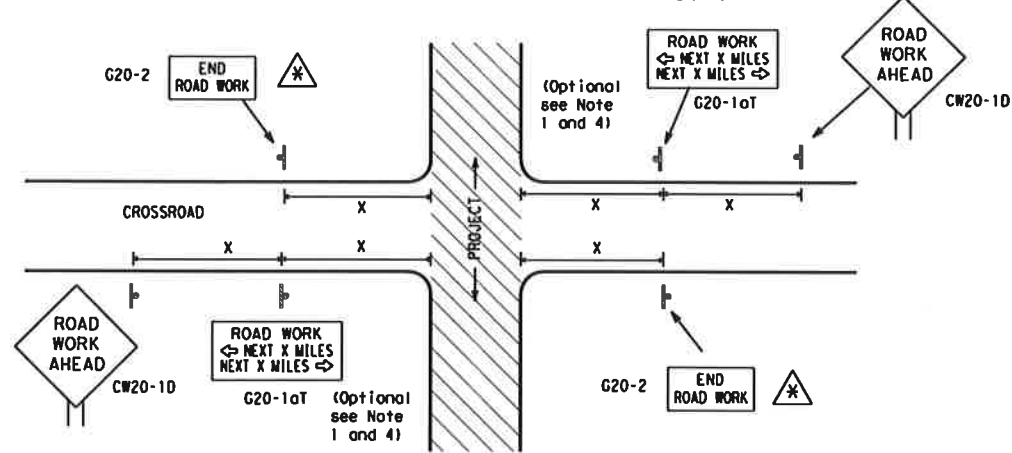 ROAD
WORK
AHEAD
CW20-1D
ROAD WORK
⇦ NEXT X MILES
NEXT X MILES ⇨
G20-1aT
(Optional
see Note
1 and 4)
G20-2
END
ROAD WORK
*
X
X
X
CROSSROAD
PROJECT
X
X
X
ROAD
WORK
AHEAD
CW20-1D
ROAD WORK
⇦ NEXT X MILES
NEXT X MILES ⇨
G20-1aT
(Optional
see Note
1 and 4)
G20-2
END
ROAD WORK
*